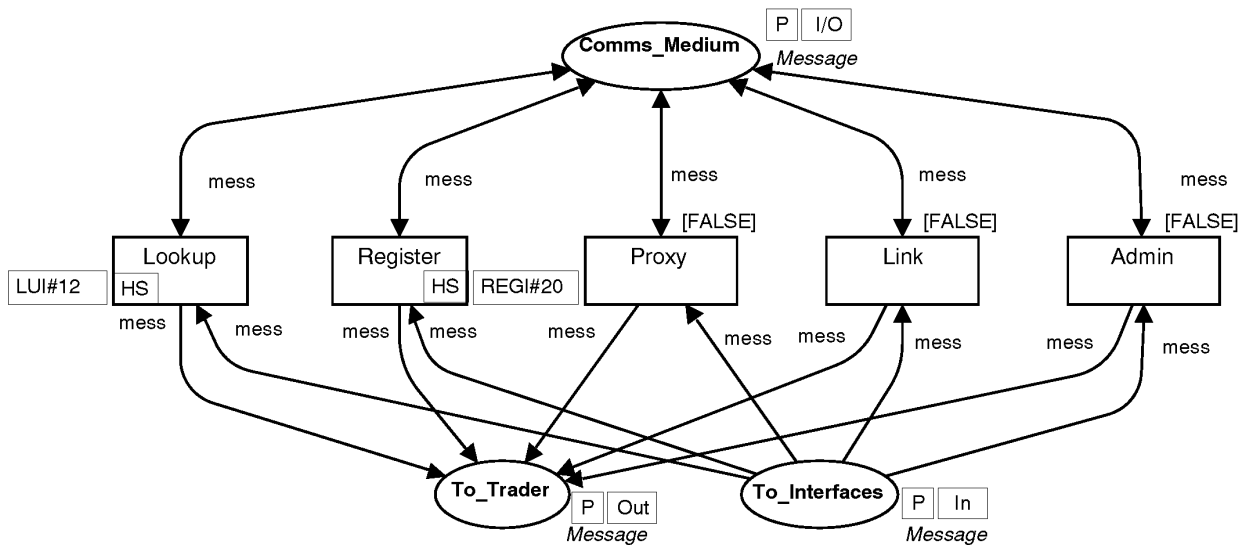 P I/O
Comms_Medium
Message
mess mess mess mess mess
[FALSE] [FALSE] [FALSE]
Lookup Register Proxy Link Admin
LUI#12 HS HS REGI#20
mess mess mess mess mess mess mess mess mess mess
To_Trader To_Interfaces
P Out P In
Message Message